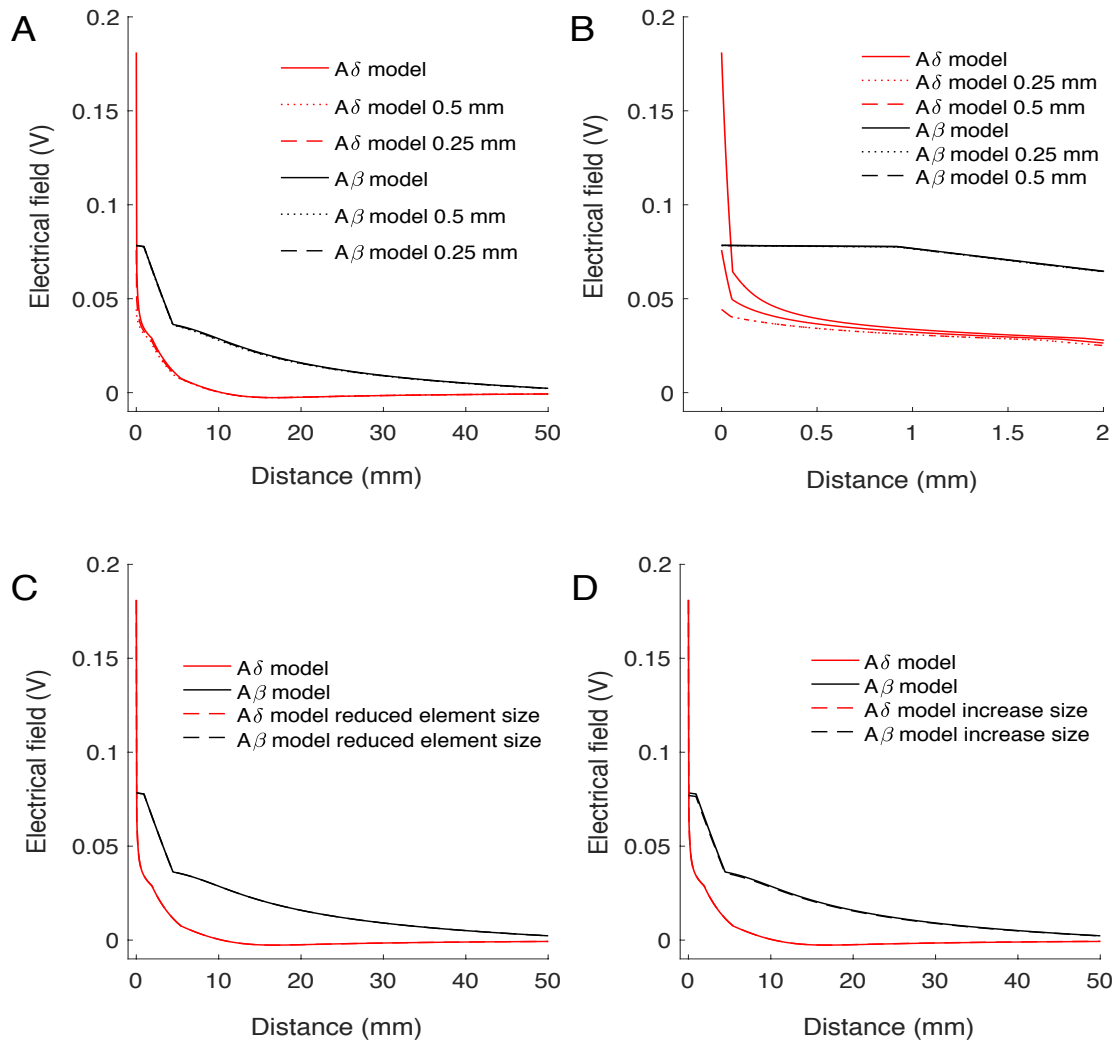 A
Electrical field (V)
0.2
0.15
0.1
0.05
0
0 10 20 30 40 50
Distance (mm)
Aδ model
Aδ model 0.5 mm
Aδ model 0.25 mm
Aβ model
Aβ model 0.5 mm
Aβ model 0.25 mm
B
Electrical field (V)
0.2
0.15
0.1
0.05
0
0 0.5 1 1.5 2
Distance (mm)
Aδ model
Aδ model 0.25 mm
Aδ model 0.5 mm
Aβ model
Aβ model 0.25 mm
Aβ model 0.5 mm
C
Electrical field (V)
0.2
0.15
0.1
0.05
0
0 10 20 30 40 50
Distance (mm)
Aδ model
Aβ model
Aδ model reduced element size
Aβ model reduced element size
D
Electrical field (V)
0.2
0.15
0.1
0.05
0
0 10 20 30 40 50
Distance (mm)
Aδ model
Aβ model
Aδ model increase size
Aβ model increase size